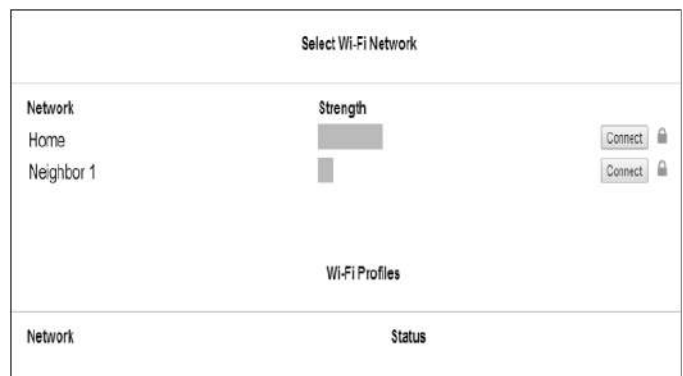 Select Wi-Fi Network
Network Strength
Home Connect
Neighbor 1 Connect
Wi-Fi Profiles
Network Status